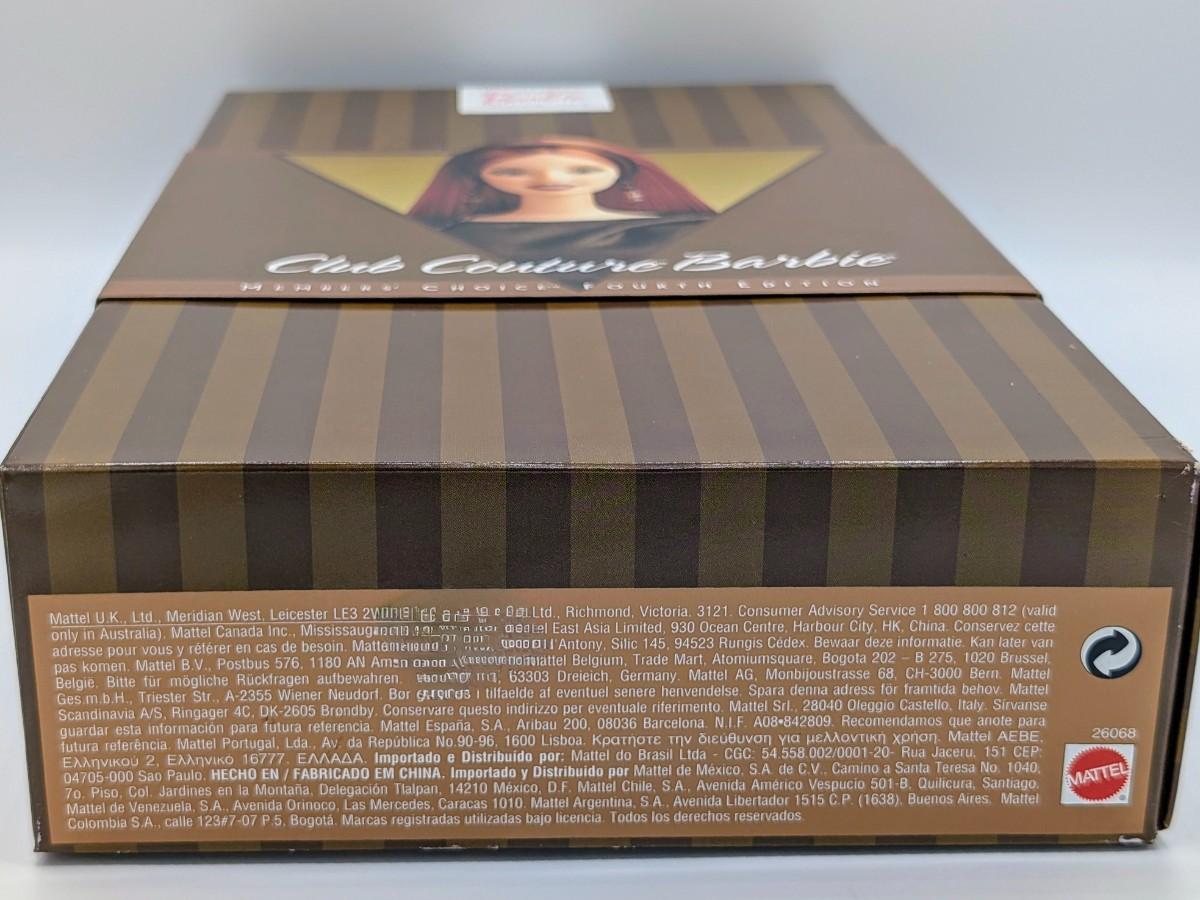 Club Couture Barbie™
Members' Choice™ Fourth Edition
Mattel U.K., Ltd., Meridian West, Leicester LE3 Ltd., Richmond, Victoria. 3121. Consumer Advisory Service 1 800 800 812 (valid
only in Australia). Mattel Canada Inc., East Asia Limited, 930 Ocean Centre, Harbour City, HK, China. Conservez cette
adresse pour vous y référer en cas de besoin. l'Antony, Silic 145, 94523 Rungis Cédex. Bewaar deze informatie. Kan later van
pas komen. Mattel B.V., Postbus 576, 1180 AN Mattel Belgium, Trade Mart, Atomiumsquare, Bogota 202 – B 275, 1020 Brussel,
België. Bitte für mögliche Rückfragen aufbewahren. 63303 Dreieich, Germany. Mattel AG, Monbijoustrasse 68, CH-3000 Bern. Mattel
Ges.m.b.H., Triester Str., A-2355 Wiener Neudorf. i tilfaelde af eventuel senere henvendelse. Spara denna adress för framtida behov. Mattel
Scandinavia A/S, Ringager 4C, DK-2605 Brøndby. Conservare questo indirizzo per eventuale riferimento. Mattel Srl., 28040 Oleggio Castello, Italy. Sírvanse
guardar esta información para futura referencia. Mattel España, S.A., Aribau 200, 08036 Barcelona. N.I.F. A08•842809. Recomendamos que anote para
futura referência. Mattel Portugal, Lda., Av. da República No.90-96, 1600 Lisboa. Κρατήστε την διεύθυνση για μελλοντική χρήση. Mattel AEBE,
Ελληνικού 2, Ελληνικό 16777. ΕΛΛΑΔΑ. Importado e Distribuído por: Mattel do Brasil Ltda - CGC: 54.558.002/0001-20- Rua Jaceru, 151 CEP:
04705-000 Sao Paulo. HECHO EN / FABRICADO EM CHINA. Importado y Distribuido por Mattel de México, S.A. de C.V., Camino a Santa Teresa No. 1040,
7o. Piso, Col. Jardines en la Montaña, Delegación Tlalpan, 14210 México, D.F. Mattel Chile, S.A., Avenida Américo Vespucio 501-B, Quilicura, Santiago.
Mattel de Venezuela, S.A., Avenida Orinoco, Las Mercedes, Caracas 1010. Mattel Argentina, S.A., Avenida Libertador 1515 C.P. (1638). Buenos Aires. Mattel
Colombia S.A., calle 123#7-07 P.5, Bogotá. Marcas registradas utilizadas bajo licencia. Todos los derechos reservados.
26068
MATTEL